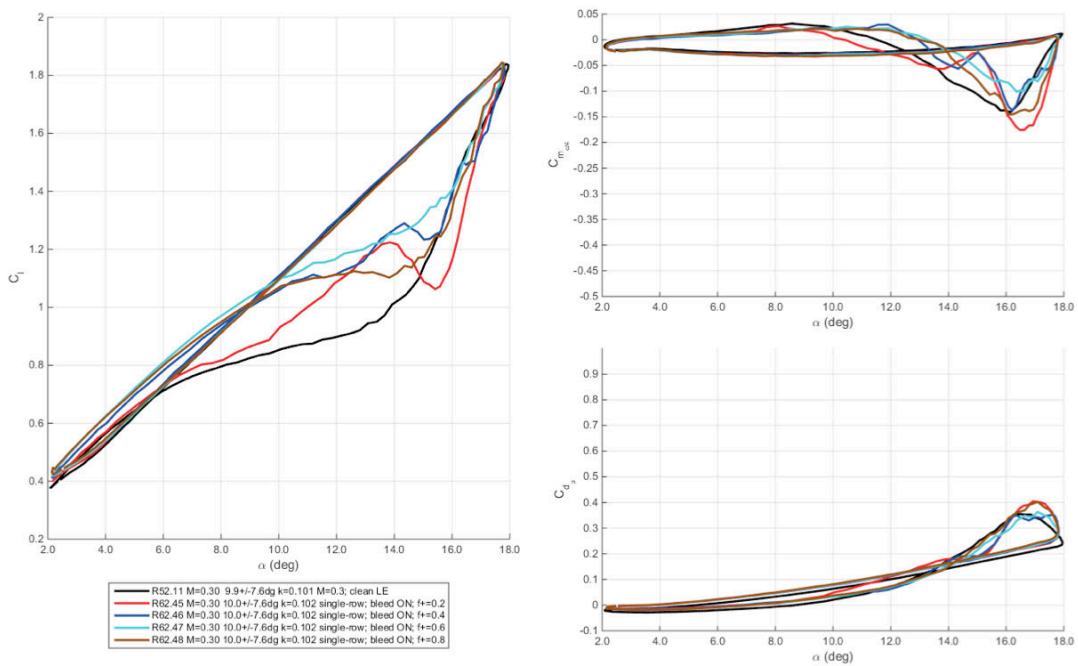 2
1.8
1.6
1.4
1.2
1
0.8
0.6
0.4
0.2
C_l
2.0 4.0 6.0 8.0 10.0 12.0 14.0 16.0 18.0
α (deg)
R52.11 M=0.30 9.9+/-7.6dg k=0.101 M=0.3; clean LE
R62.45 M=0.30 10.0+/-7.6dg k=0.102 single-row; bleed ON; f+=0.2
R62.46 M=0.30 10.0+/-7.6dg k=0.102 single-row; bleed ON; f+=0.4
R62.47 M=0.30 10.0+/-7.6dg k=0.102 single-row; bleed ON; f+=0.6
R62.48 M=0.30 10.0+/-7.6dg k=0.102 single-row; bleed ON; f+=0.8
0.05
0
-0.05
-0.1
-0.15
-0.2
-0.25
-0.3
-0.35
-0.4
-0.45
-0.5
C_m
2.0 4.0 6.0 8.0 10.0 12.0 14.0 16.0 18.0
α (deg)
0.9
0.8
0.7
0.6
0.5
0.4
0.3
0.2
0.1
0
-0.1
C_d
2.0 4.0 6.0 8.0 10.0 12.0 14.0 16.0 18.0
α (deg)